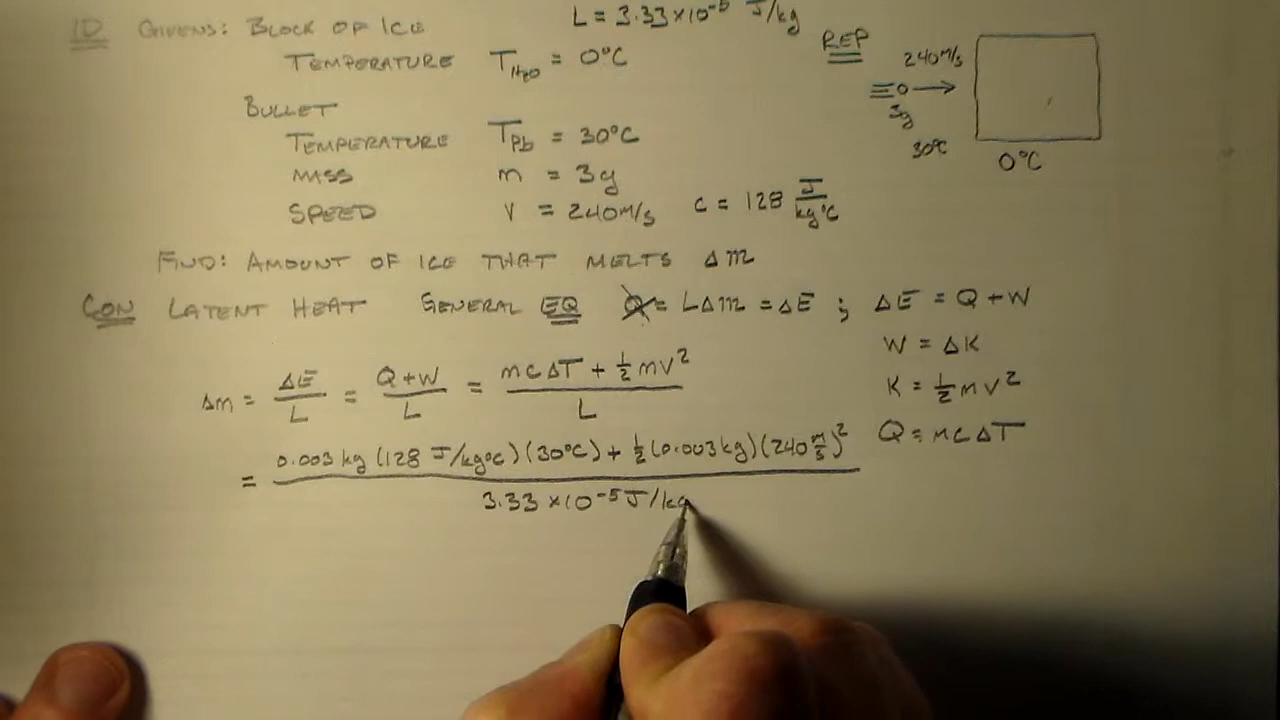 L = 3.33×10⁻⁵ J/kg
ID GIVENS: BLOCK OF ICE
TEMPERATURE T_H₂O = 0°C
BULLET
TEMPERATURE T_Pb = 30°C
MASS m = 3g
SPEED V = 240 m/s c = 128 J/kg°C
REP
240 m/s
3g
30°C
0°C
FIND: AMOUNT OF ICE THAT MELTS Δm
CON LATENT HEAT GENERAL EQ Q = LΔm = ΔE ; ΔE = Q + W
W = ΔK
K = ½mv²
Q = mcΔT
Δm = ΔE/L = Q+W/L = mcΔT + ½mv²/L
= 0.003 kg (128 J/kg°C)(30°C) + ½(0.003 kg)(240 m/s)²
3.33×10⁻⁵ J/kg